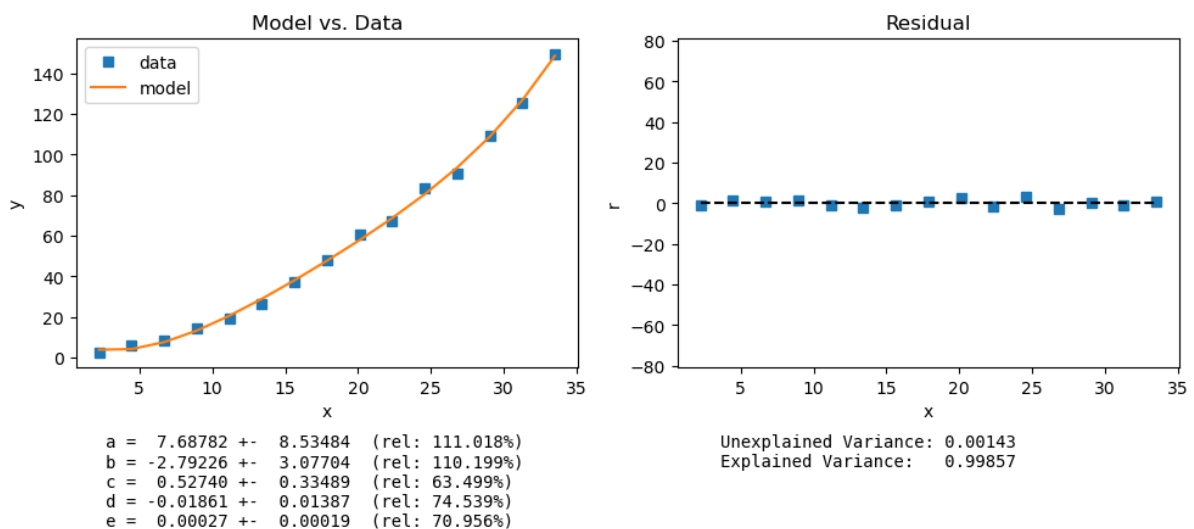 Model vs. Data
data
model
140
120
100
80
60
40
20
0
y
5
10
15
20
25
30
35
x
a =  7.68782 +-  8.53484  (rel: 111.018%)
b = -2.79226 +-  3.07704  (rel: 110.199%)
c =  0.52740 +-  0.33489  (rel: 63.499%)
d = -0.01861 +-  0.01387  (rel: 74.539%)
e =  0.00027 +-  0.00019  (rel: 70.956%)
Residual
80
60
40
20
0
−20
−40
−60
−80
r
5
10
15
20
25
30
35
x
Unexplained Variance: 0.00143
Explained Variance:   0.99857